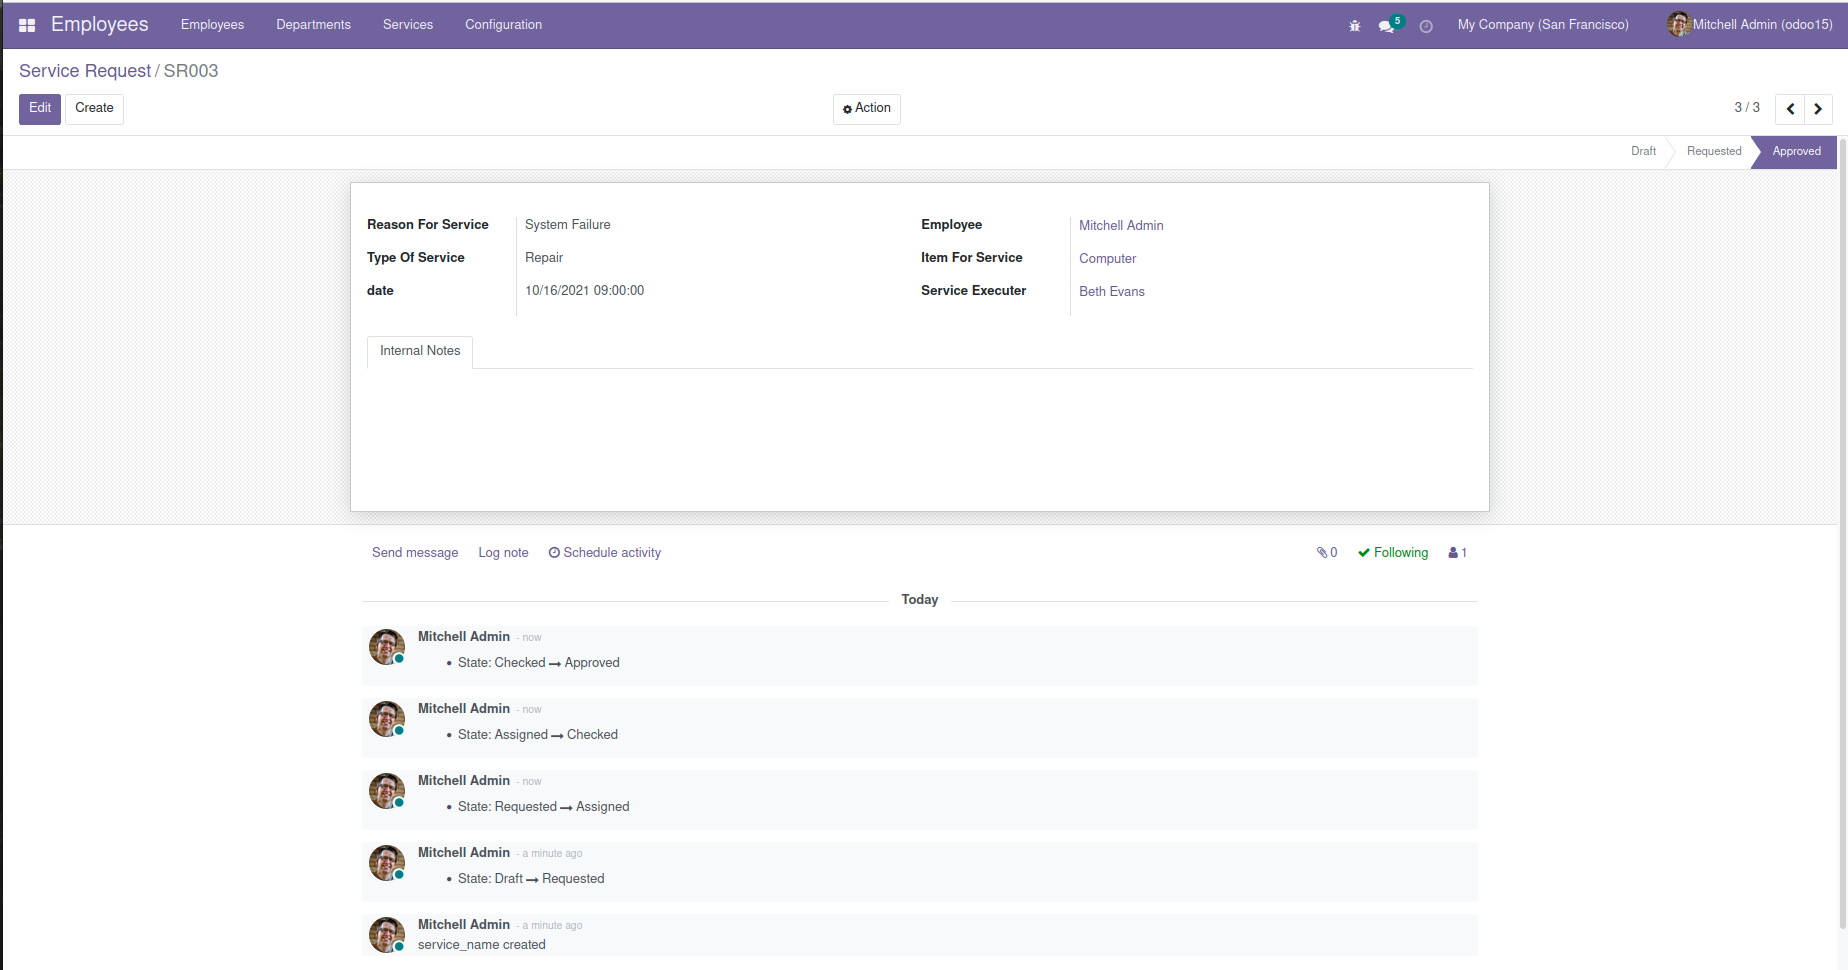 Employees Employees Departments Services Configuration 5 My Company (San Francisco) Mitchell Admin (odoo15)
Service Request / SR003
Edit Create Action 3 / 3
Draft Requested Approved
Reason For Service System Failure Employee Mitchell Admin
Type Of Service Repair Item For Service Computer
date 10/16/2021 09:00:00 Service Executer Beth Evans
Internal Notes
Send message Log note Schedule activity 0 Following 1
Today
Mitchell Admin - now
• State: Checked → Approved
Mitchell Admin - now
• State: Assigned → Checked
Mitchell Admin - now
• State: Requested → Assigned
Mitchell Admin - a minute ago
• State: Draft → Requested
Mitchell Admin - a minute ago
service_name created